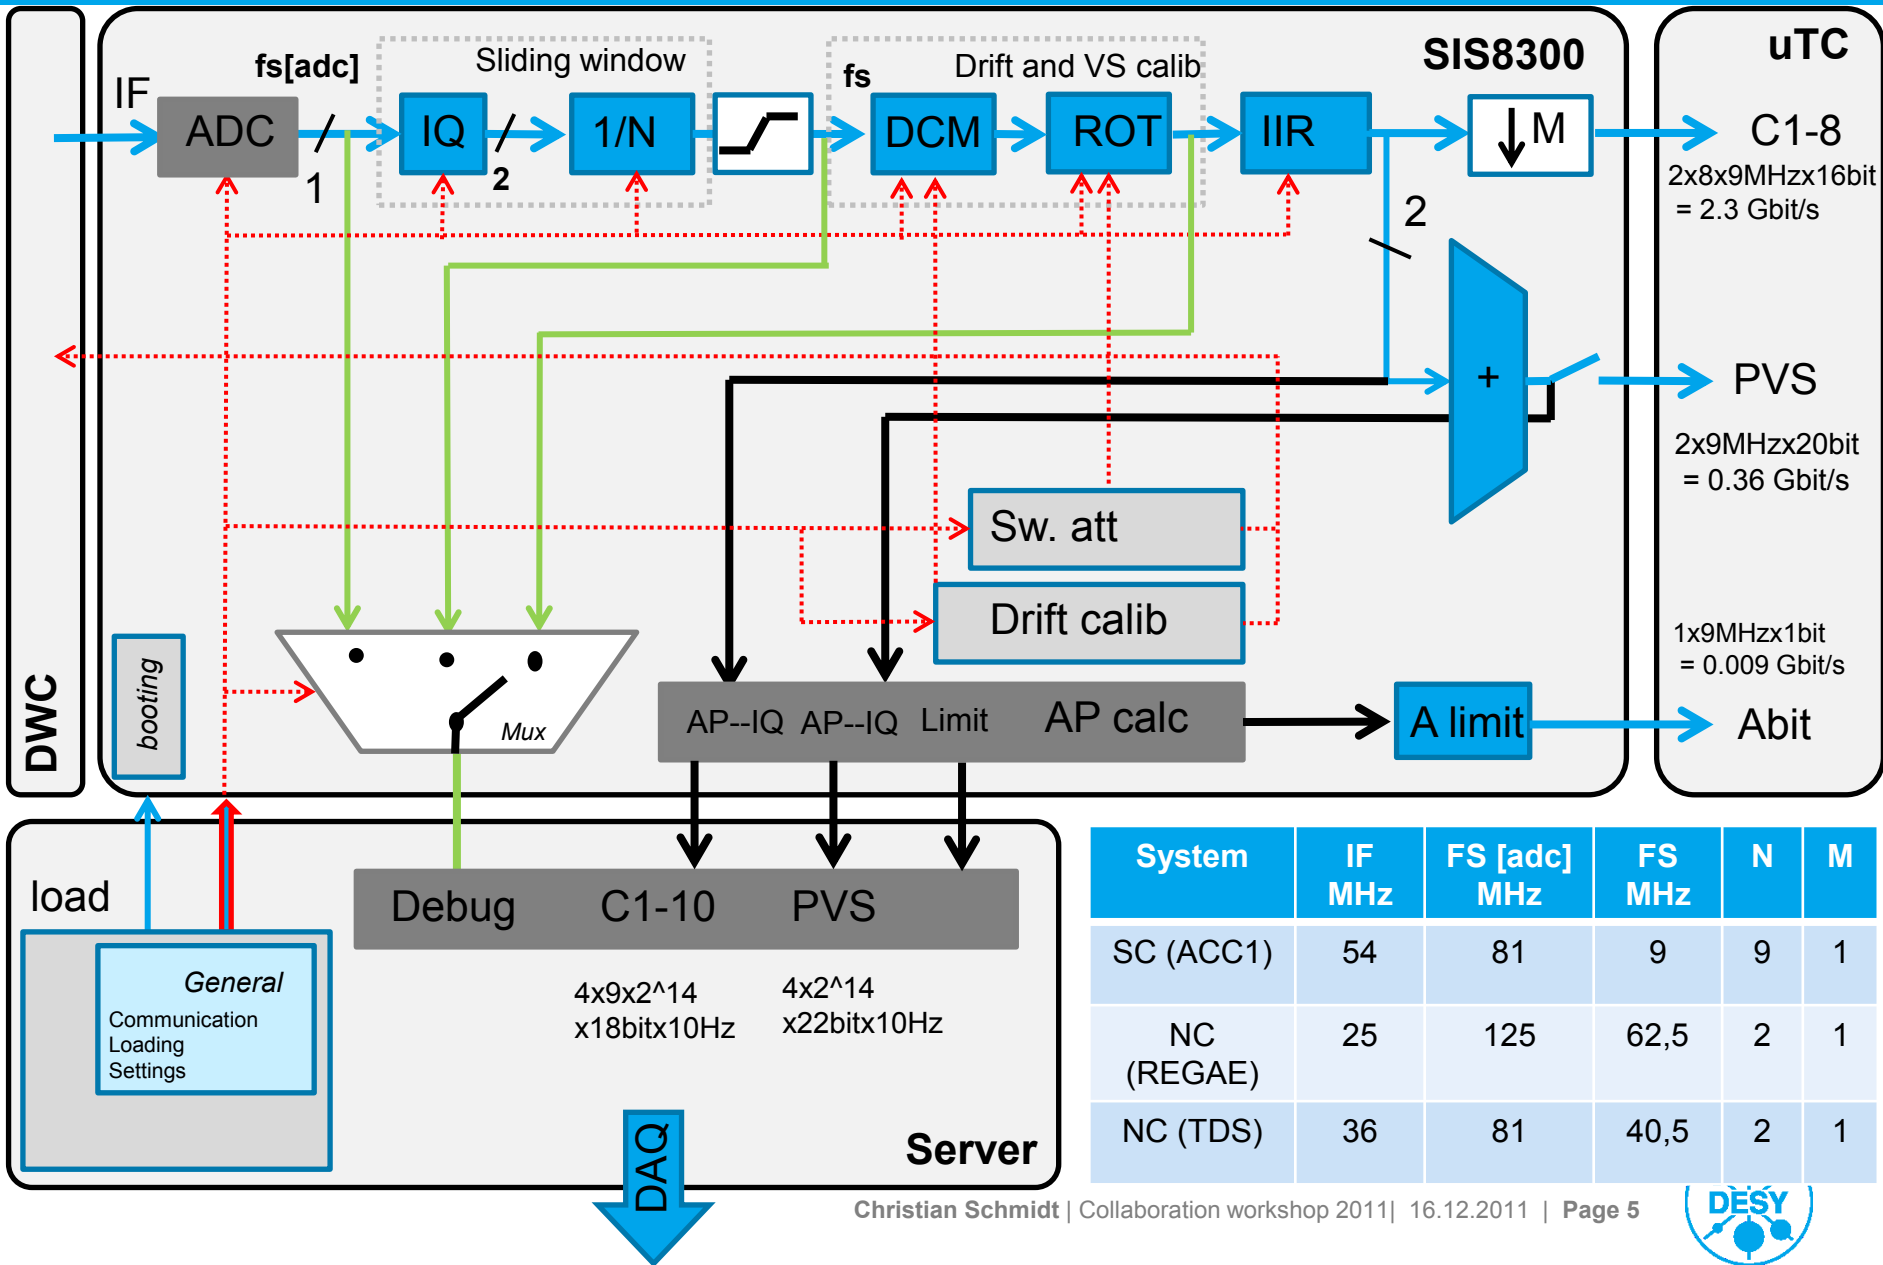 SIS8300
uTC
IF
fs[adc]
Sliding window
fs
Drift and VS calib
ADC
1
IQ
2
1/N
DCM
ROT
IIR
M
C1-8
2x8x9MHzx16bit
= 2.3 Gbit/s
2
+
PVS
2x9MHzx20bit
= 0.36 Gbit/s
Sw. att
Drift calib
1x9MHzx1bit
= 0.009 Gbit/s
DWC
booting
Mux
AP--IQ
AP--IQ
Limit
AP calc
A limit
Abit
load
General
Communication
Loading
Settings
Debug
C1-10
PVS
4x9x2^14
x18bitx10Hz
4x2^14
x22bitx10Hz
DAQ
Server
System
IF
MHz
FS [adc]
MHz
FS
MHz
N
M
SC (ACC1)
54
81
9
9
1
NC
(REGAE)
25
125
62,5
2
1
NC (TDS)
36
81
40,5
2
1
Christian Schmidt | Collaboration workshop 2011| 16.12.2011 | Page 5
DESY